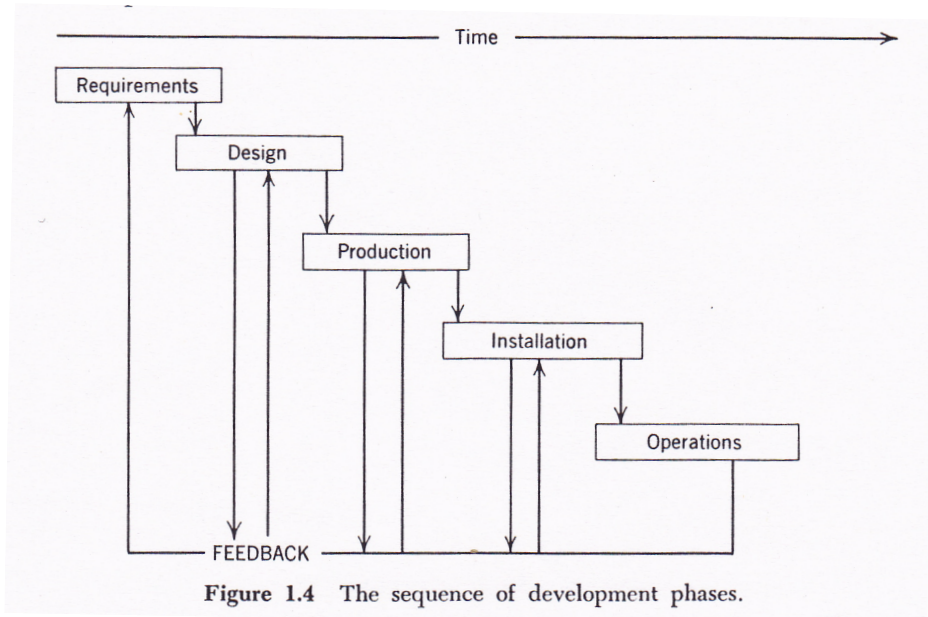 Time
Requirements
Design
Production
Installation
Operations
FEEDBACK
Figure 1.4 The sequence of development phases.